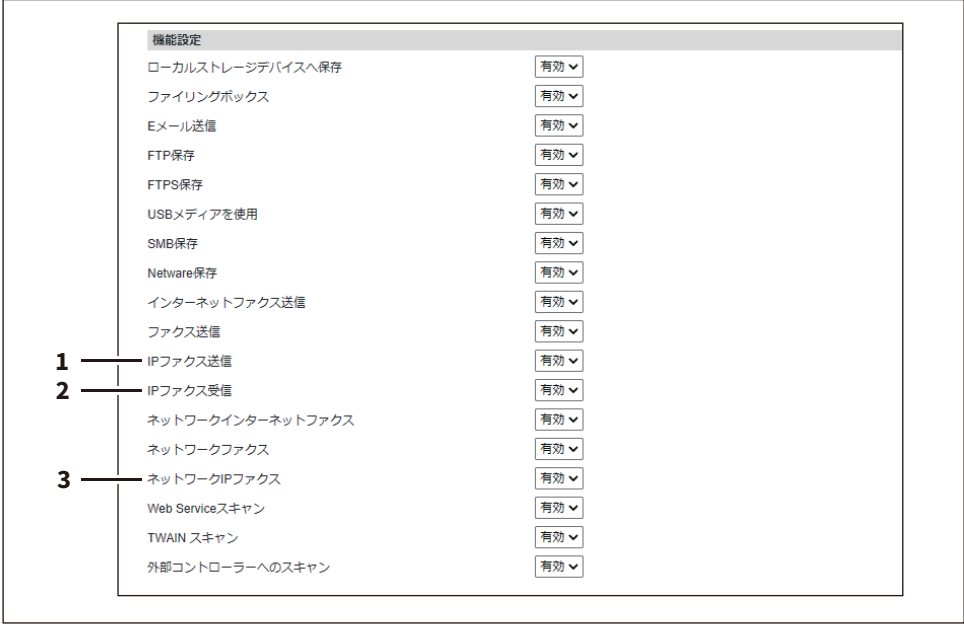 機能設定
ローカルストレージデバイスへ保存 有効
ファイリングボックス 有効
Eメール送信 有効
FTP保存 有効
FTPS保存 有効
USBメディアを使用 有効
SMB保存 有効
Netware保存 有効
インターネットファクス送信 有効
ファクス送信 有効
1 IPファクス送信 有効
2 IPファクス受信 有効
ネットワークインターネットファクス 有効
ネットワークファクス 有効
3 ネットワークIPファクス 有効
Web Serviceスキャン 有効
TWAIN スキャン 有効
外部コントローラーへのスキャン 有効